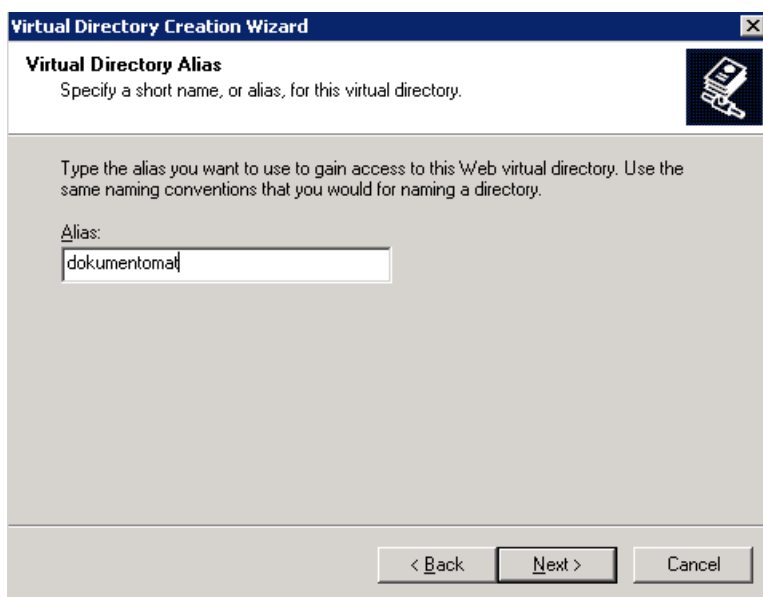 Virtual Directory Creation Wizard
Virtual Directory Alias
Specify a short name, or alias, for this virtual directory.
Type the alias you want to use to gain access to this Web virtual directory. Use the
same naming conventions that you would for naming a directory.
Alias:
dokumentomat
< Back Next > Cancel